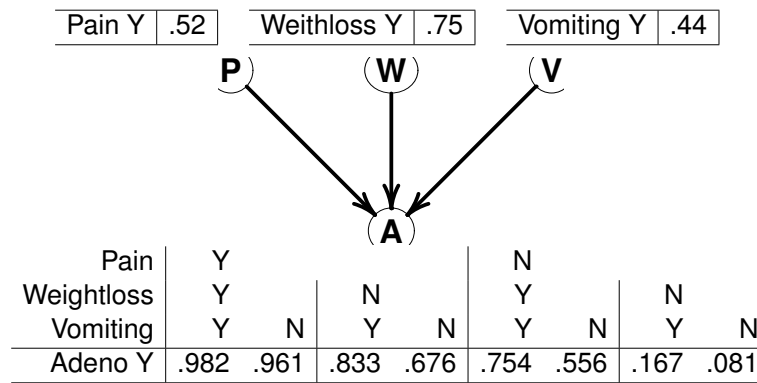 Pain Y .52 Weithloss Y .75 Vomiting Y .44
P W V
A
Pain Y N
Weightloss Y N Y N
Vomiting Y N Y N Y N Y N
Adeno Y .982 .961 .833 .676 .754 .556 .167 .081